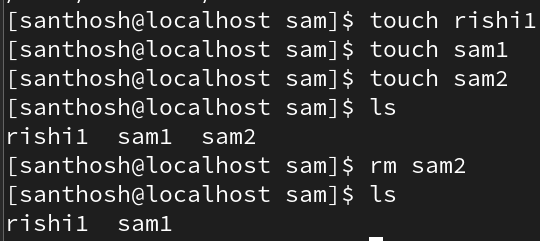 [santhosh@localhost sam]$ touch rishi1
[santhosh@localhost sam]$ touch sam1
[santhosh@localhost sam]$ touch sam2
[santhosh@localhost sam]$ ls
rishi1  sam1  sam2
[santhosh@localhost sam]$ rm sam2
[santhosh@localhost sam]$ ls
rishi1  sam1